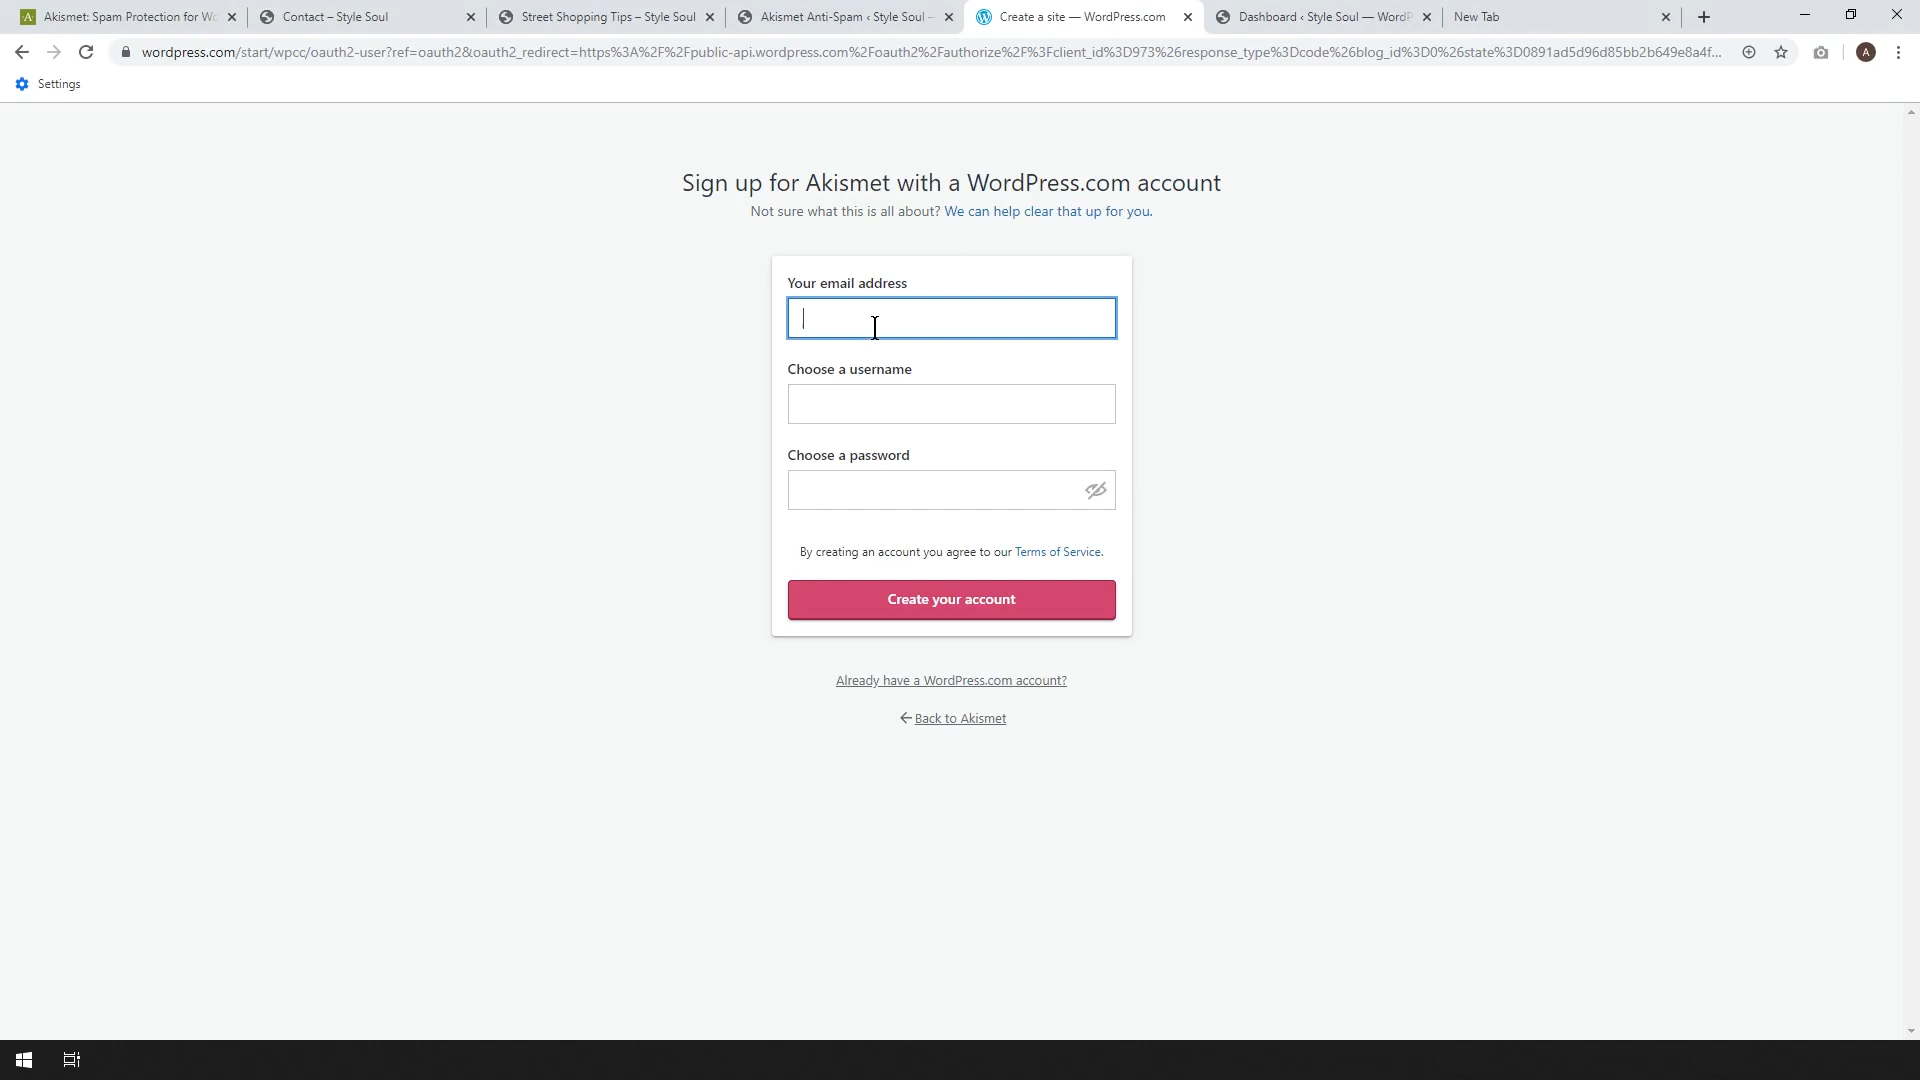 Akismet: Spam Protection for Wo
Contact – Style Soul
Street Shopping Tips – Style Soul
Akismet Anti-Spam ‹ Style Soul –
Create a site — WordPress.com
Dashboard ‹ Style Soul — WordP
New Tab
wordpress.com/start/wpcc/oauth2-user?ref=oauth2&oauth2_redirect=https%3A%2F%2Fpublic-api.wordpress.com%2Foauth2%2Fauthorize%2F%3Fclient_id%3D973%26response_type%3Dcode%26blog_id%3D0%26state%3D0891ad5d96d85bb2b649e8a4f...
A
Settings
Sign up for Akismet with a WordPress.com account
Not sure what this is all about? We can help clear that up for you.
Your email address
Choose a username
Choose a password
By creating an account you agree to our Terms of Service.
Create your account
Already have a WordPress.com account?
Back to Akismet